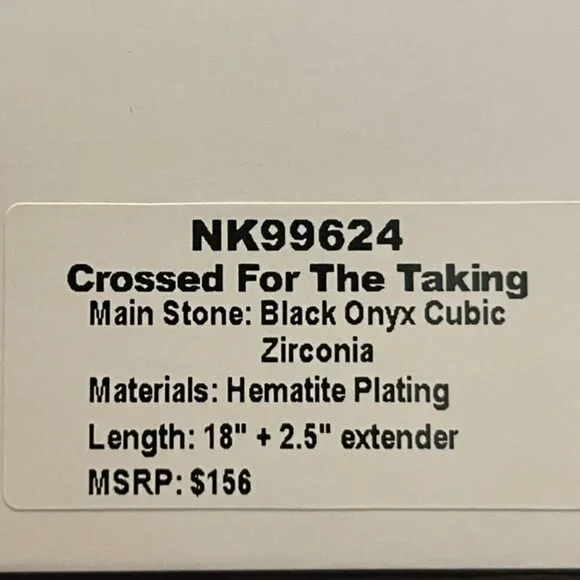 NK99624
Crossed For The Taking
Main Stone: Black Onyx Cubic
Zirconia
Materials: Hematite Plating
Length: 18" + 2.5" extender
MSRP: $156